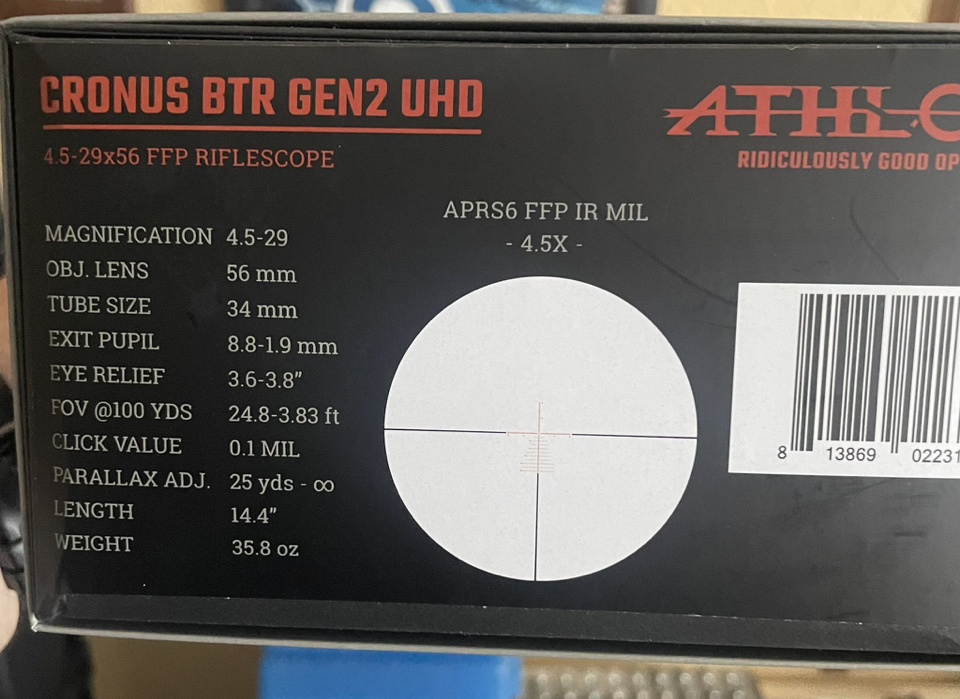 CRONUS BTR GEN2 UHD
4.5-29x56 FFP RIFLESCOPE
ATHLO
RIDICULOUSLY GOOD OP
MAGNIFICATION 4.5-29
OBJ. LENS 56 mm
TUBE SIZE 34 mm
EXIT PUPIL 8.8-1.9 mm
EYE RELIEF 3.6-3.8”
FOV @100 YDS 24.8-3.83 ft
CLICK VALUE 0.1 MIL
PARALLAX ADJ. 25 yds - ∞
LENGTH 14.4”
WEIGHT 35.8 oz
APRS6 FFP IR MIL
- 4.5X -
8 13869 02231